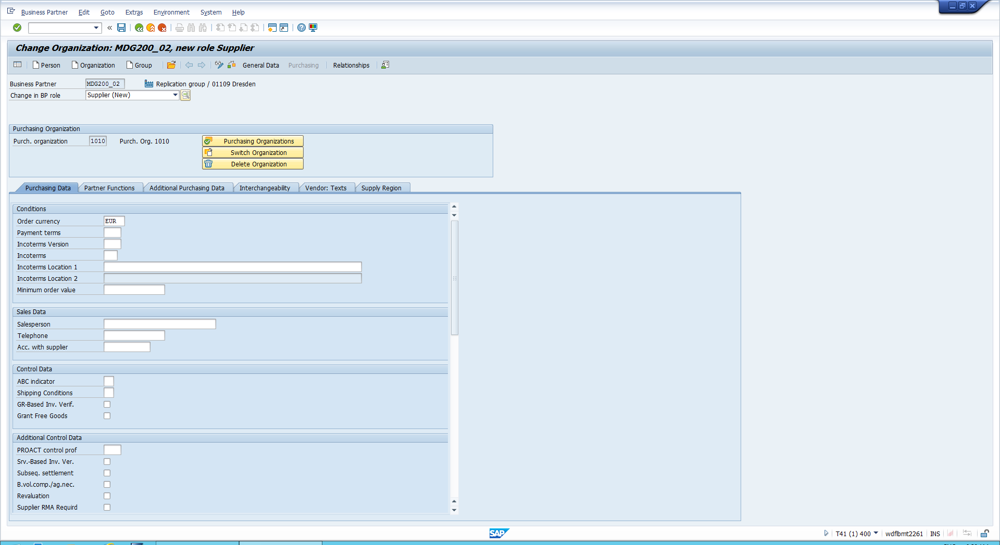 Business Partner Edit Goto Extras Environment System Help
Change Organization: MDG200_02, new role Supplier
Person Organization Group General Data Purchasing Relationships
Business Partner MDG200_02 Replication group / 01109 Dresden
Change in BP role Supplier (New)
Purchasing Organization
Purch. organization 1010 Purch. Org. 1010 Purchasing Organizations
Switch Organization
Delete Organization
Purchasing Data Partner Functions Additional Purchasing Data Interchangeability Vendor: Texts Supply Region
Conditions
Order currency EUR
Payment terms
Incoterms Version
Incoterms
Incoterms Location 1
Incoterms Location 2
Minimum order value
Sales Data
Salesperson
Telephone
Acc. with supplier
Control Data
ABC indicator
Shipping Conditions
GR-Based Inv. Verif.
Grant Free Goods
Additional Control Data
PROACT control prof
Srv.-Based Inv. Ver.
Subseq. settlement
B.vol.comp./ag.nec.
Revaluation
Supplier RMA Requird
SAP T41 (1) 400 wdflbmt2261 INS